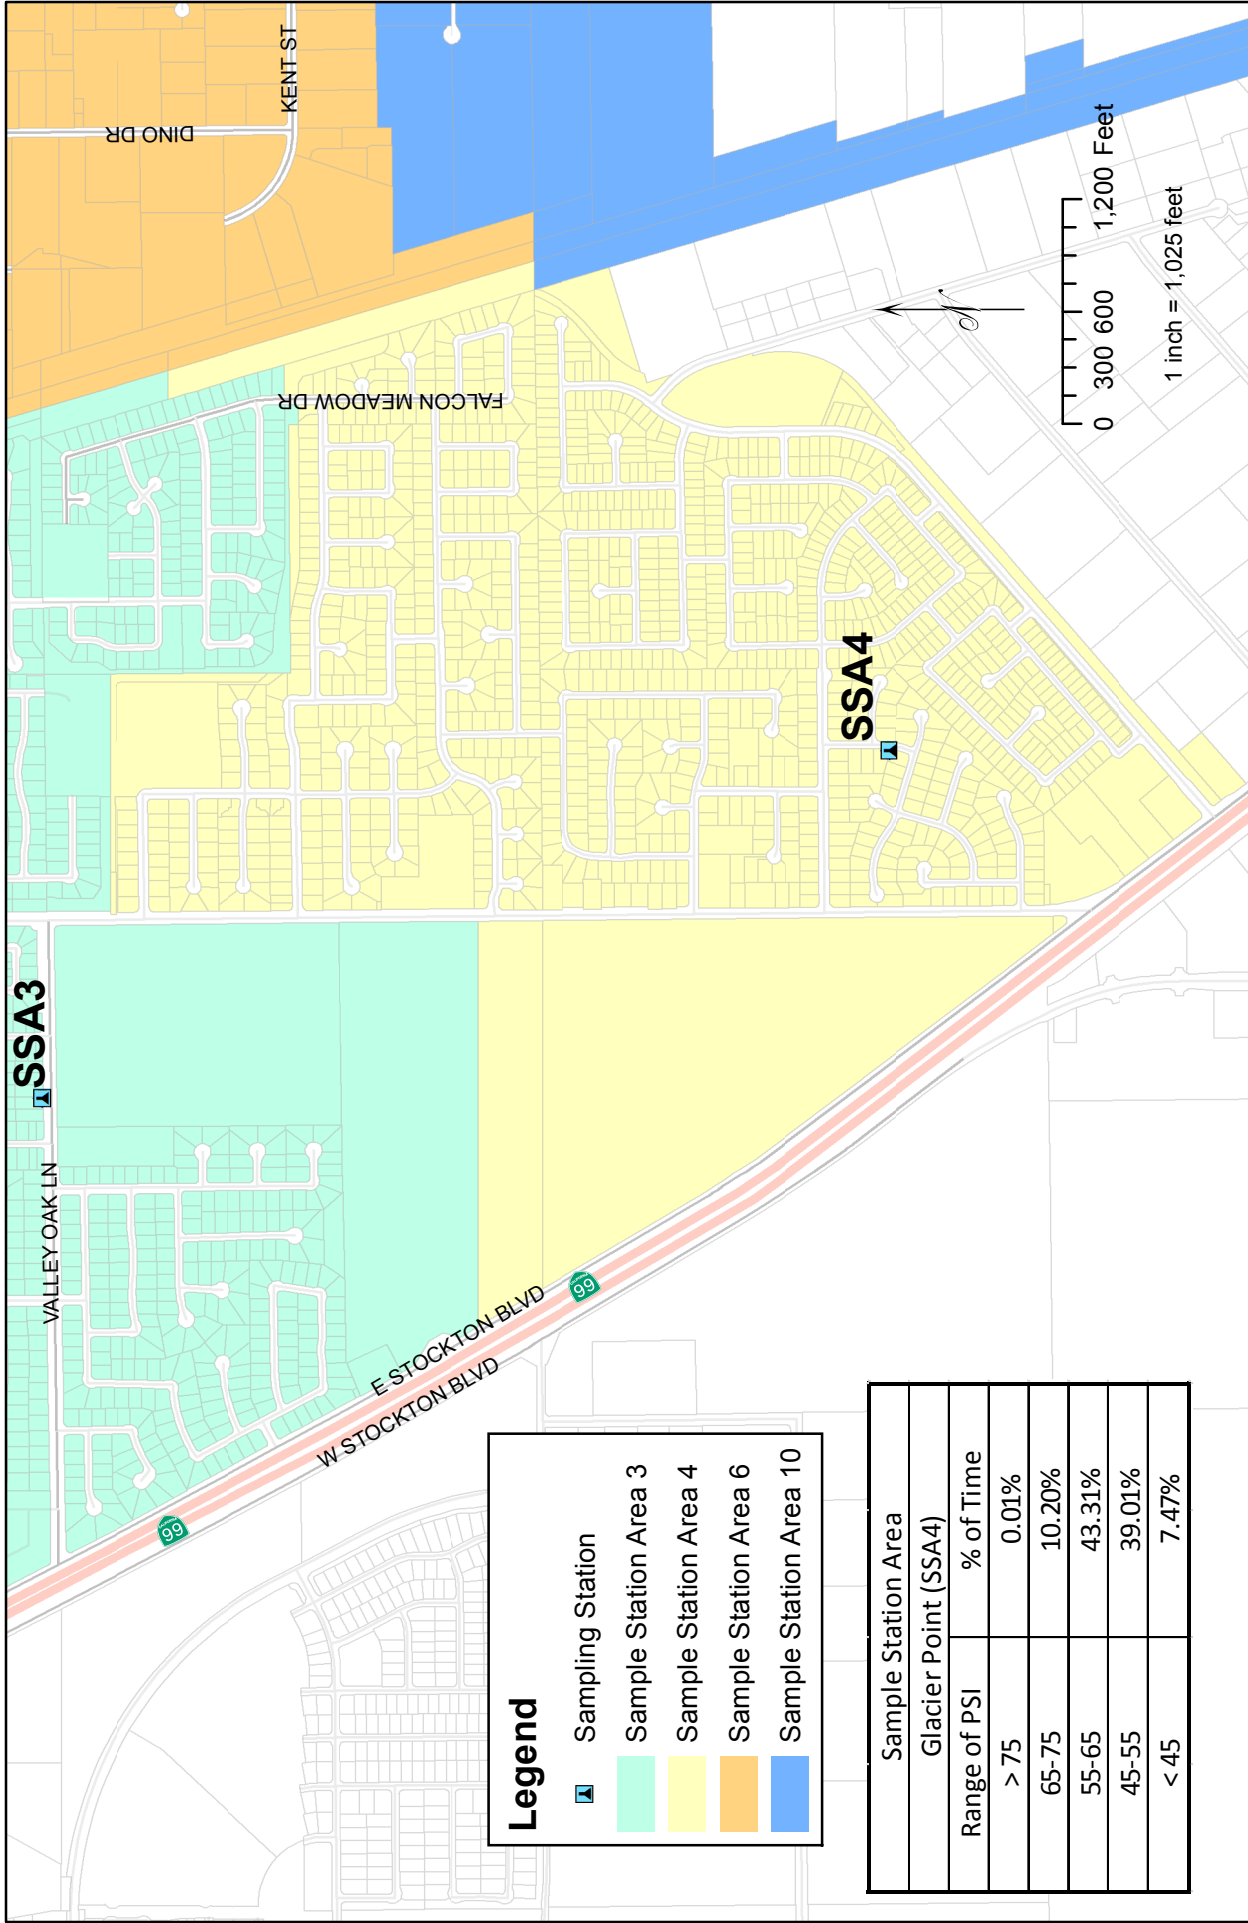 SSA3
VALLEY OAK LN
DINO DR
KENT ST
FALCON MEADOW DR
SSA4
E STOCKTON BLVD
W STOCKTON BLVD
99
99
0 300 600 1,200 Feet
1 inch = 1,025 feet
Legend
Sampling Station
Sample Station Area 3
Sample Station Area 4
Sample Station Area 6
Sample Station Area 10
Sample Station Area
Glacier Point (SSA4)
Range of PSI % of Time
> 75 0.01%
65-75 10.20%
55-65 43.31%
45-55 39.01%
< 45 7.47%